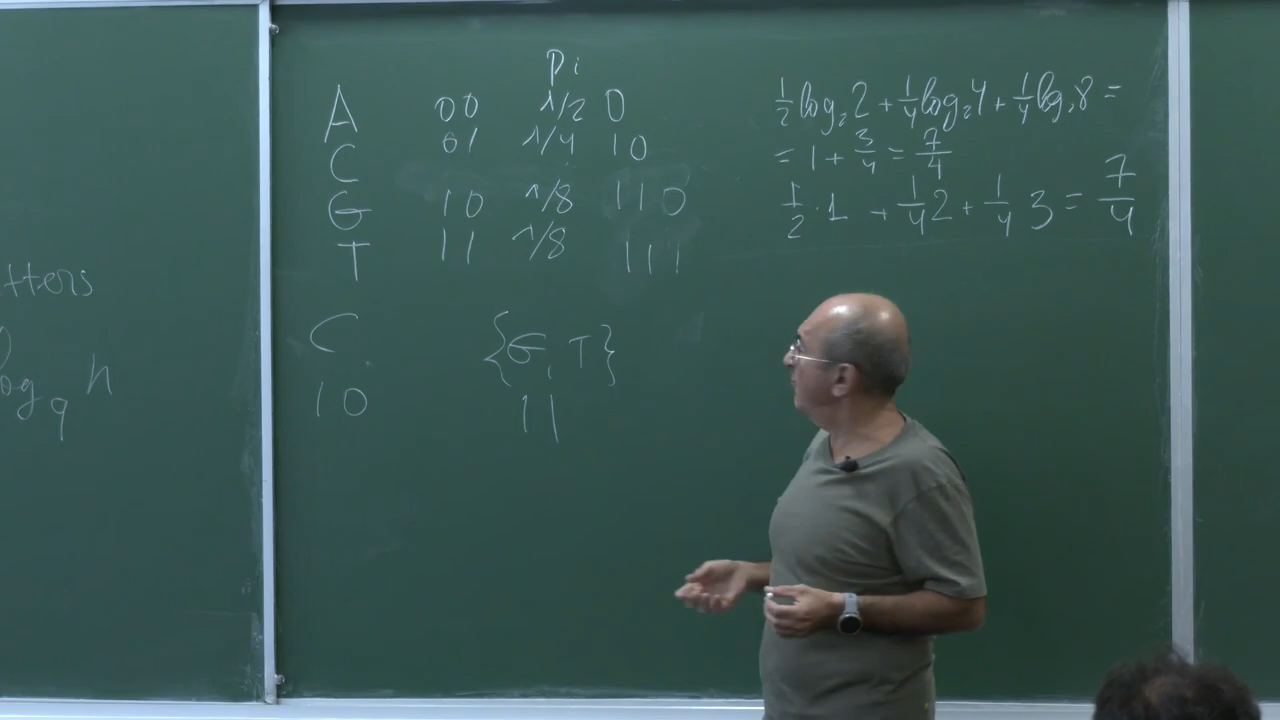 p i
A 00 1/2 0
C 01 1/4 10
G 10 1/8 110
T 11 1/8 111
C {G, T}
10 11
1/2 log₂ 2 + 1/4 log₂ 4 + 1/4 log₂ 8 =
= 1 + 3/4 = 7/4
1/2 · 1 + 1/4 2 + 1/4 3 = 7/4
tters
log q n